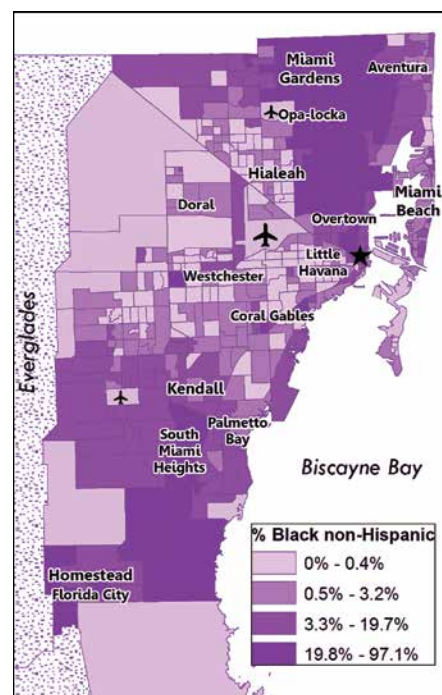 Miami
Gardens
Aventura
Opa-locka
Hialeah
Miami
Beach
Doral
Overtown
Little
Havana
Westchester
Coral Gables
Everglades
Kendall
Palmetto
Bay
South
Miami
Heights
Biscayne Bay
Homestead
Florida City
% Black non-Hispanic
0% - 0.4%
0.5% - 3.2%
3.3% - 19.7%
19.8% - 97.1%